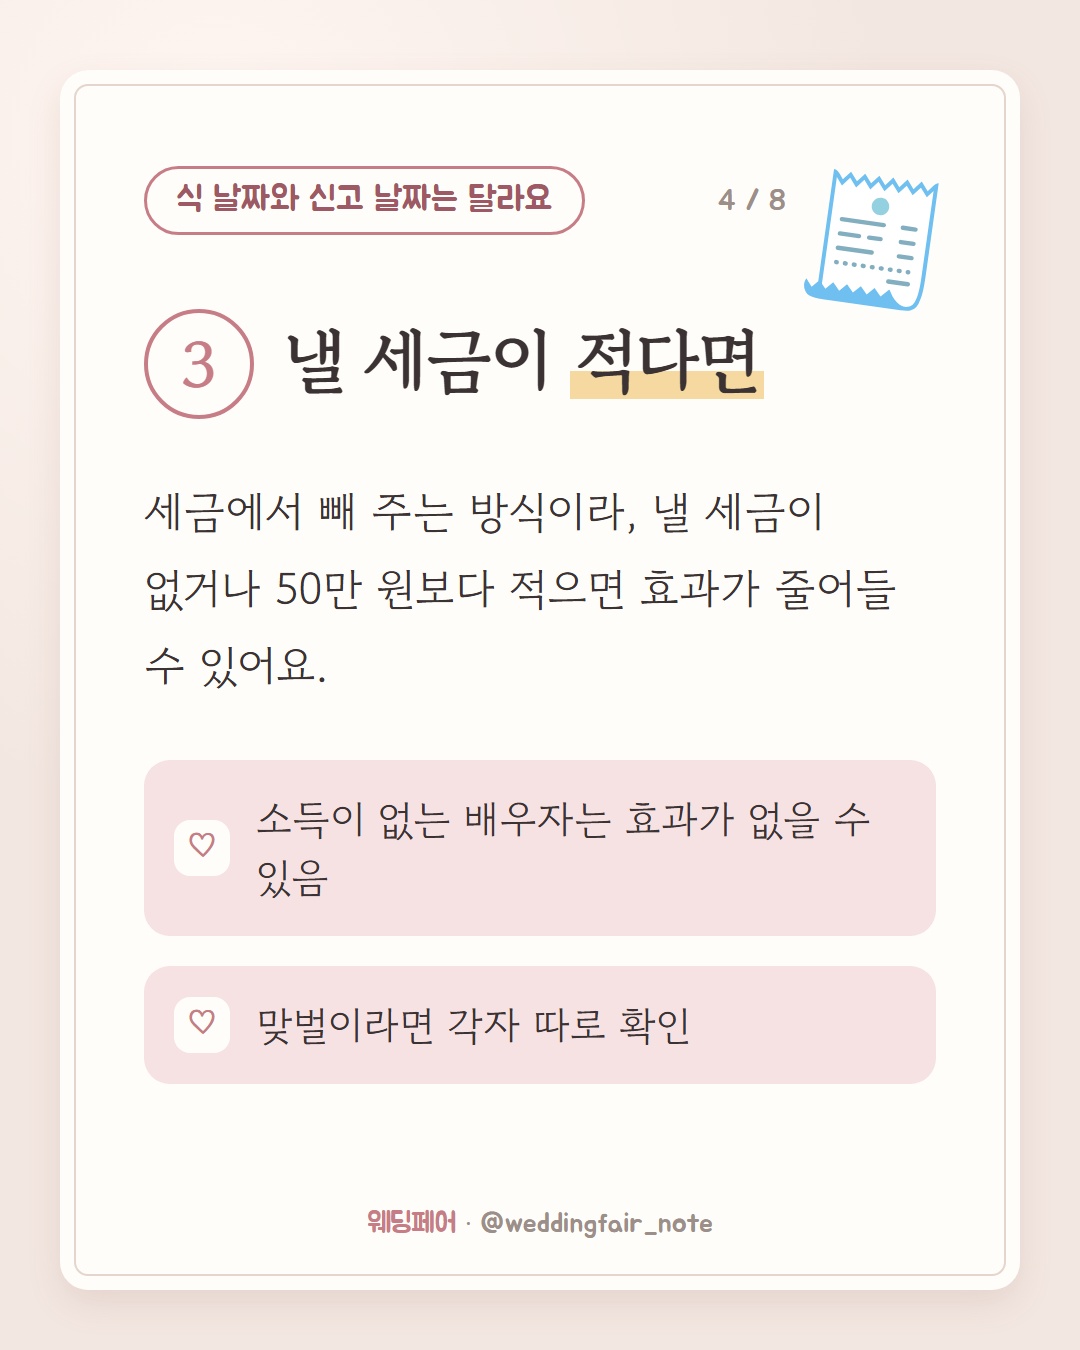 식 날짜와 신고 날짜는 달라요
4 / 8
3 낼 세금이 적다면
세금에서 빼 주는 방식이라, 낼 세금이
없거나 50만 원보다 적으면 효과가 줄어들
수 있어요.
♡ 소득이 없는 배우자는 효과가 없을 수
있음
♡ 맞벌이라면 각자 따로 확인
웨딩페어 · @weddingfair_note